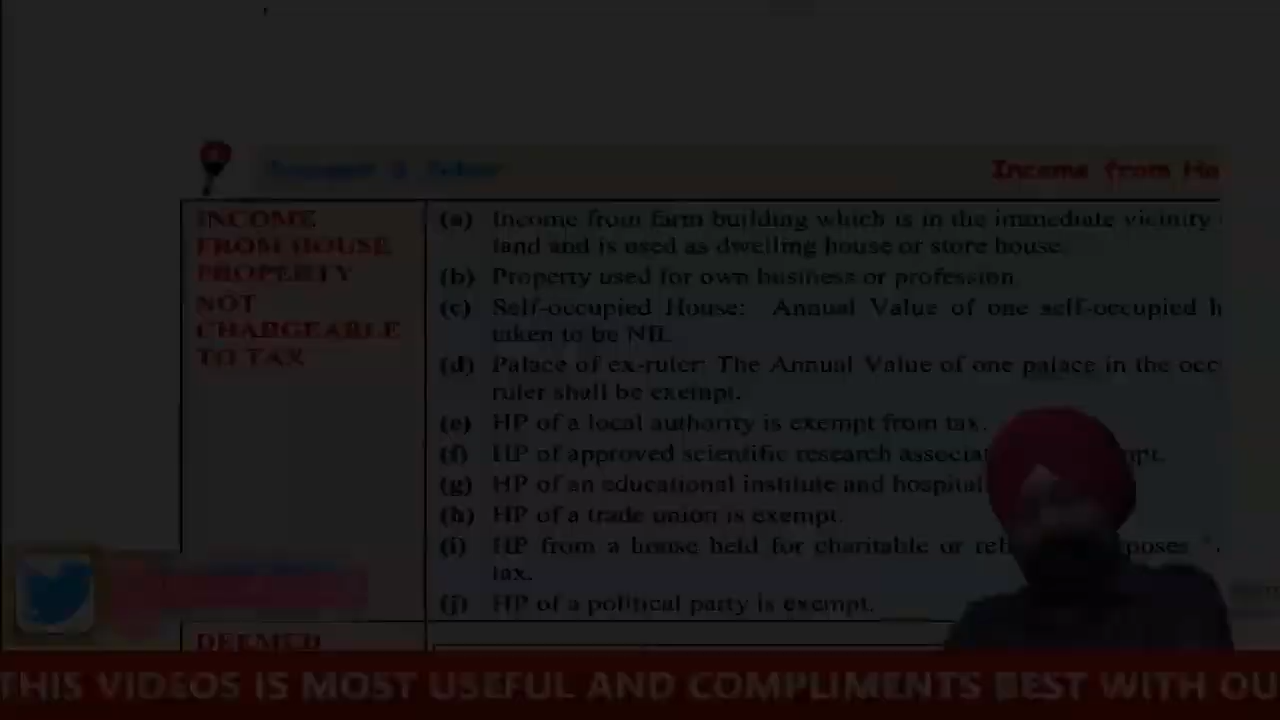 Income from Ho
INCOME
FROM HOUSE
PROPERTY
NOT
CHARGEABLE
TO TAX
(a) Income from farm building which is in the immediate vicinity
land and is used as dwelling house or store house.
(b) Property used for own business or profession.
(c) Self-occupied House: Annual Value of one self-occupied h
taken to be NIL
(d) Palace of ex-ruler: The Annual Value of one palace in the occ
ruler shall be exempt.
(e) HP of a local authority is exempt from tax.
(f) HP of approved scientific research associat mpt.
(g) HP of an educational institute and hospital
(h) HP of a trade union is exempt.
(i) HP from a house held for charitable or reli poses
tax.
(j) HP of a political party is exempt.
DEEMED
THIS VIDEOS IS MOST USEFUL AND COMPLIMENTS BEST WITH OU